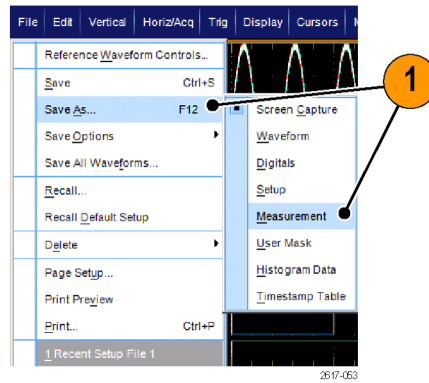 File Edit Vertical Horiz/Acq Trig Display Cursors
Reference Waveform Controls...
Save Ctrl+S
Save As... F12
Save Options
Save All Waveforms...
Recall...
Recall Default Setup
Delete
Page Setup...
Print Preview
Print... Ctrl+P
1 Recent Setup File 1
Screen Capture
Waveform
Digitals
Setup
Measurement
User Mask
Histogram Data
Timestamp Table
1
2617-053